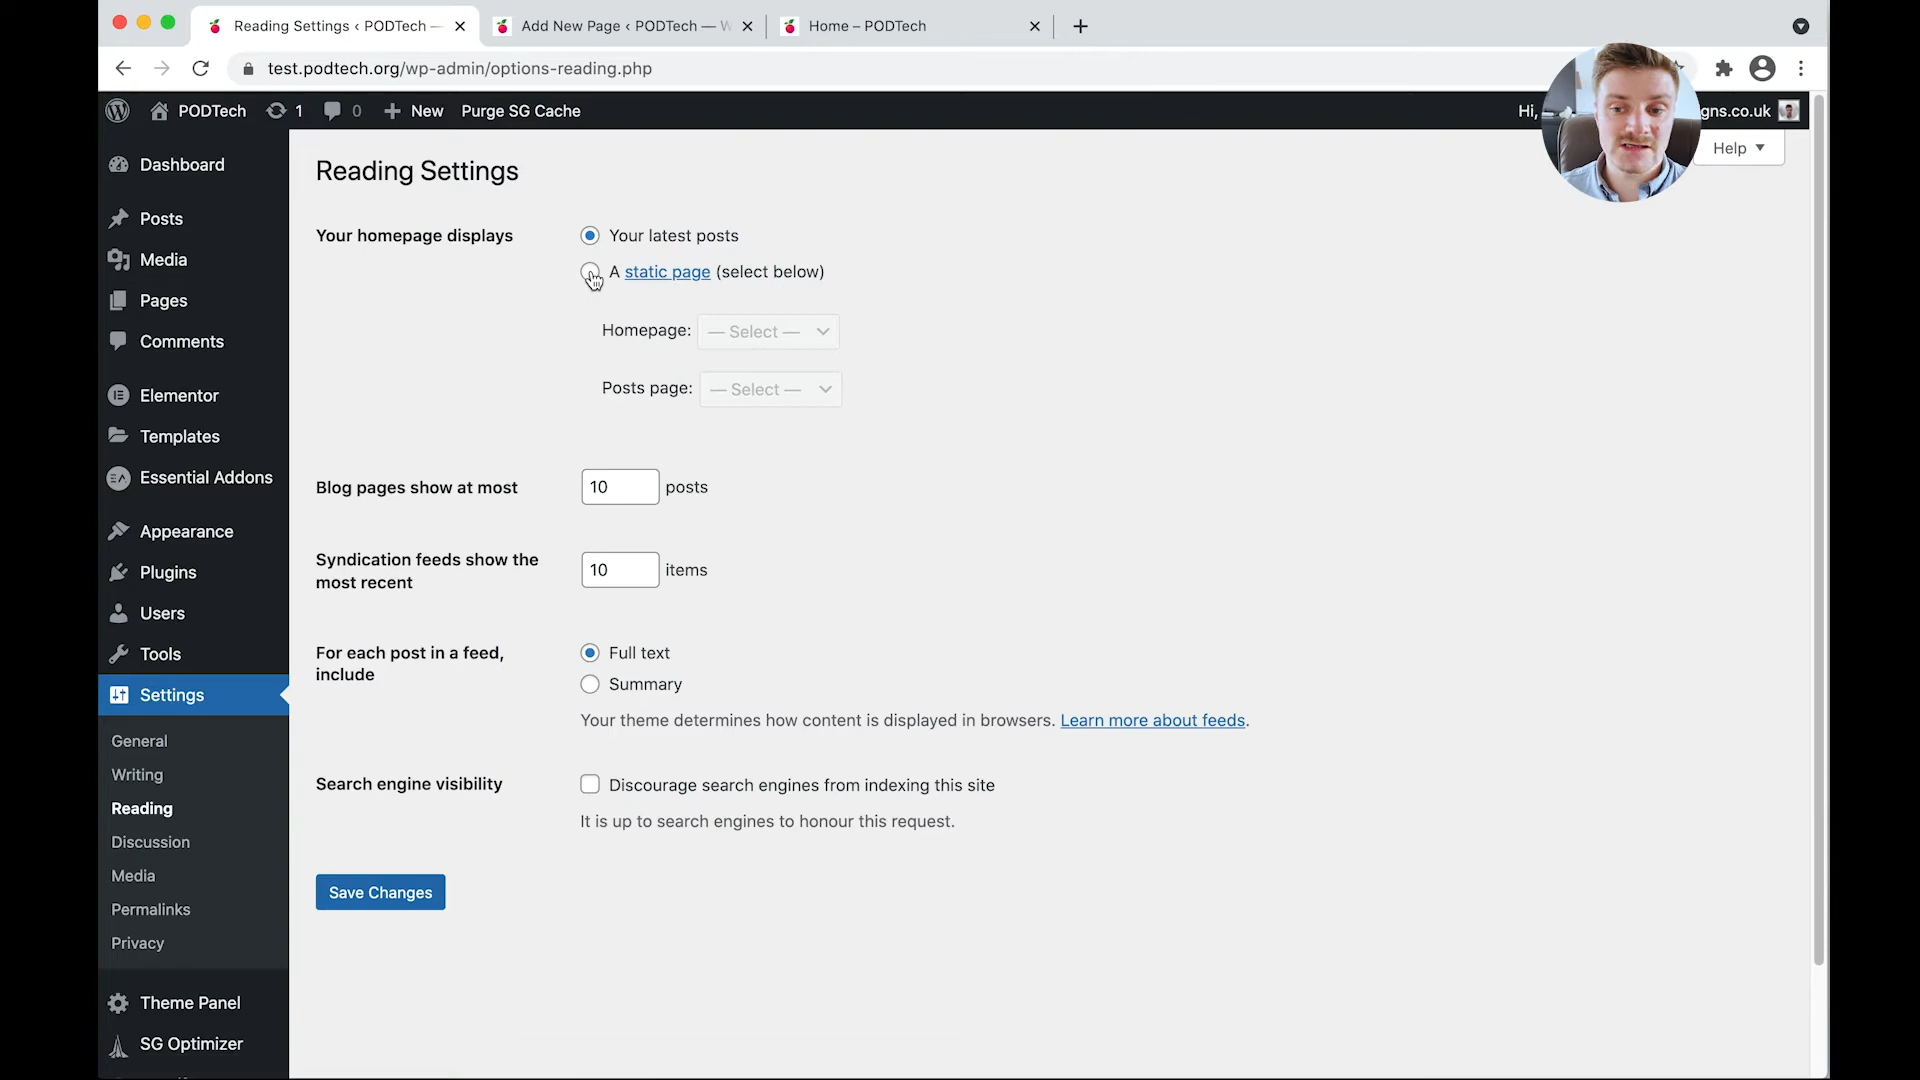 Reading Settings ‹ PODTech —
Add New Page ‹ PODTech — W
Home – PODTech
test.podtech.org/wp-admin/options-reading.php
PODTech
1
0
New
Purge SG Cache
Hi,
gns.co.uk
Help
Dashboard
Posts
Media
Pages
Comments
Elementor
Templates
Essential Addons
Appearance
Plugins
Users
Tools
Settings
General
Writing
Reading
Discussion
Media
Permalinks
Privacy
Theme Panel
SG Optimizer
Reading Settings
Your homepage displays
Your latest posts
A static page (select below)
Homepage: — Select —
Posts page: — Select —
Blog pages show at most
10 posts
Syndication feeds show the
most recent
10 items
For each post in a feed,
include
Full text
Summary
Your theme determines how content is displayed in browsers. Learn more about feeds.
Search engine visibility
Discourage search engines from indexing this site
It is up to search engines to honour this request.
Save Changes